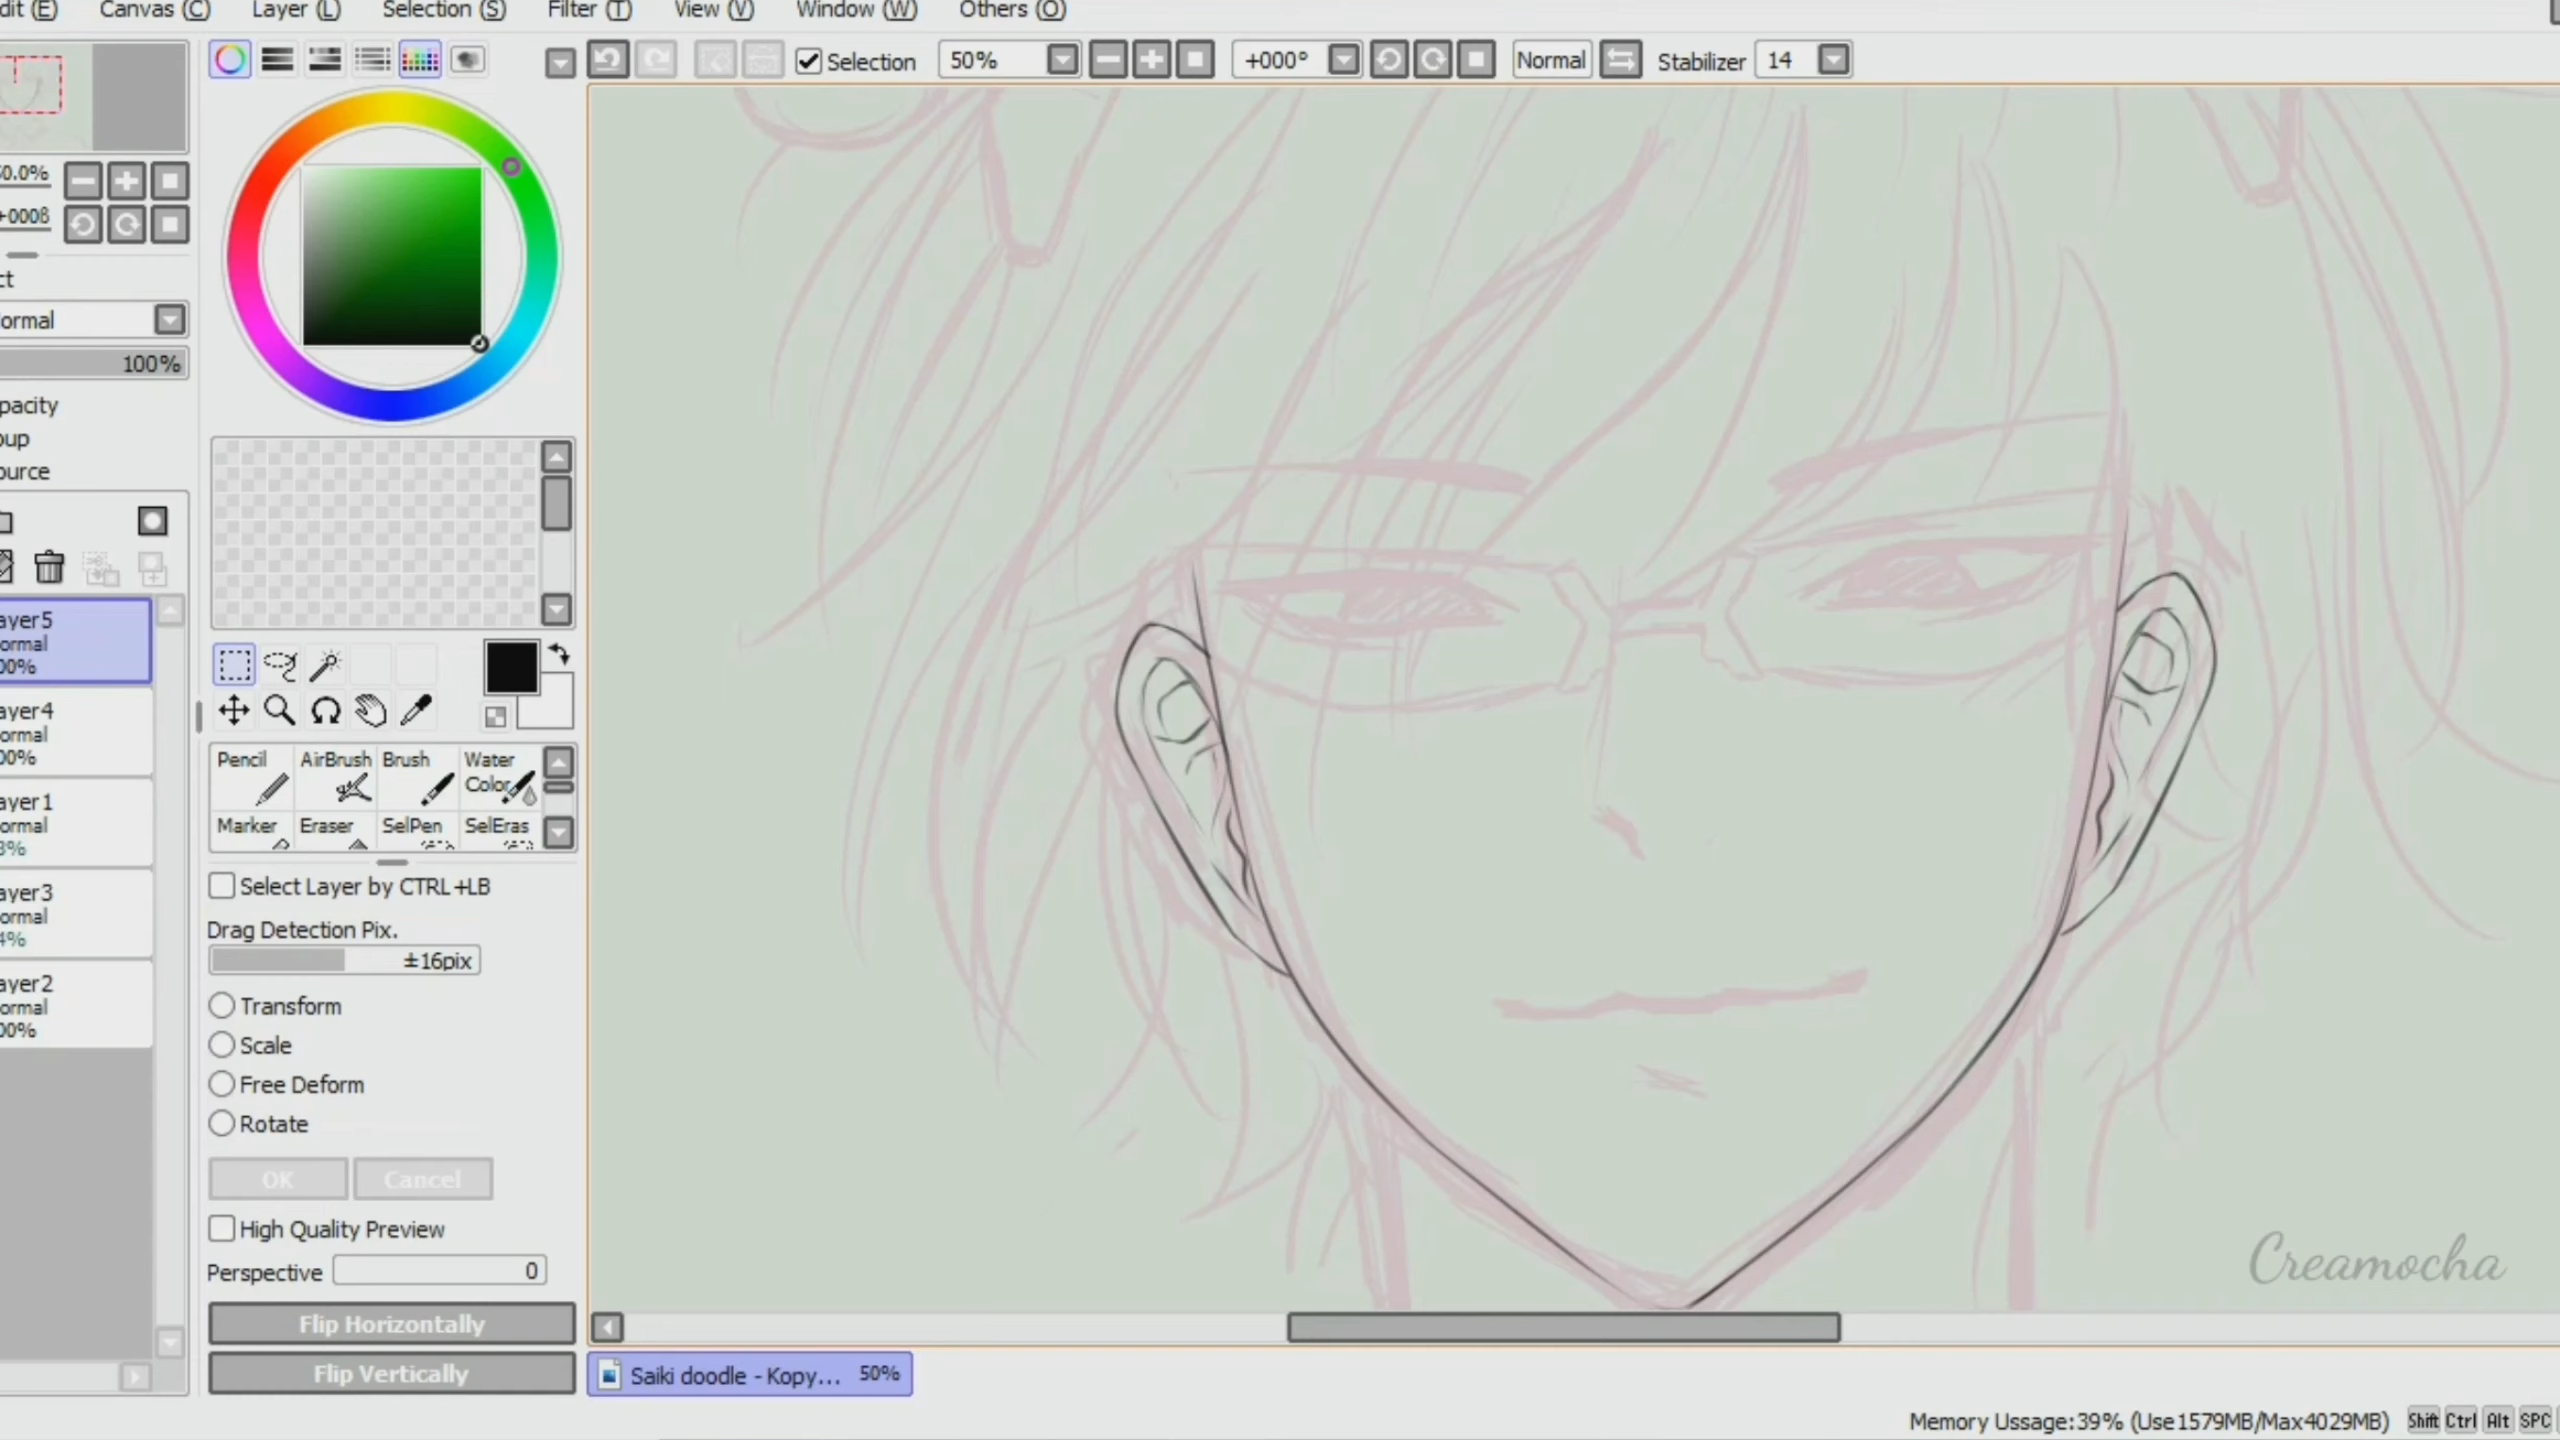 dit (E) Canvas (C) Layer (L) Selection (S) Filter (T) View (V) Window (W) Others (O)
Selection 50% +000° Normal Stabilizer 14
50.0%
+0008
ct
ormal
100%
pacity
oup
ource
ayer5
ormal
00%
ayer4
ormal
00%
ayer1
ormal
3%
ayer3
ormal
4%
ayer2
ormal
00%
Pencil AirBrush Brush Water Color
Marker Eraser SelPen SelEras
Select Layer by CTRL+LB
Drag Detection Pix.
±16pix
Transform
Scale
Free Deform
Rotate
OK Cancel
High Quality Preview
Perspective 0
Flip Horizontally
Flip Vertically
Creamocha
Saiki doodle - Kopy... 50%
Memory Ussage:39% (Use1579MB/Max4029MB) Shift Ctrl Alt SPC